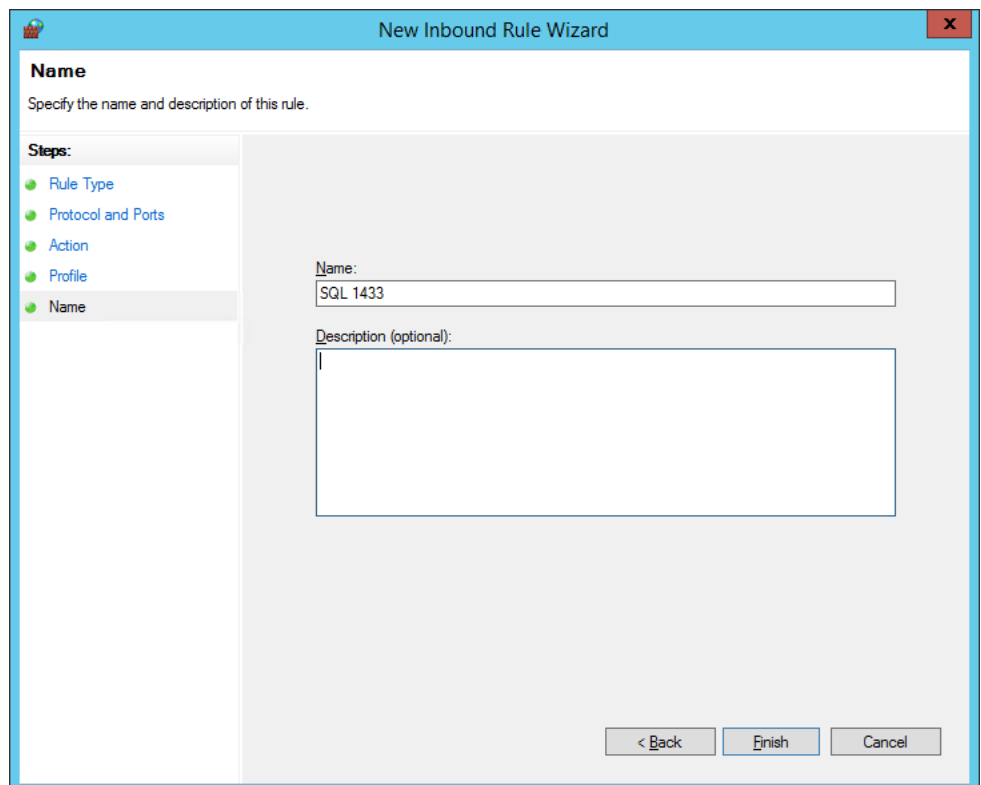 New Inbound Rule Wizard
x
Name
Specify the name and description of this rule.
Steps:
Rule Type
Protocol and Ports
Action
Profile
Name
Name:
SQL 1433
Description (optional):
< Back
Finish
Cancel